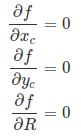 ∂f/∂x_c = 0
∂f/∂y_c = 0
∂f/∂R = 0